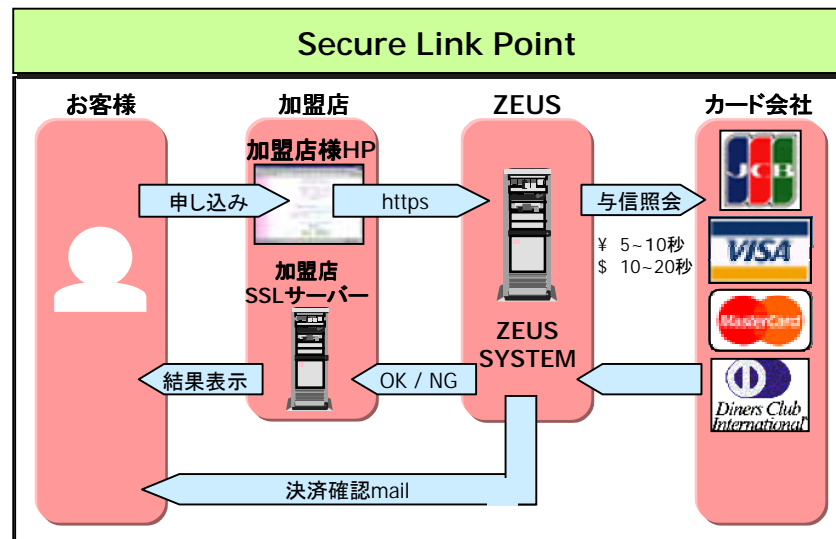 Secure Link Point
お客様
加盟店
ZEUS
カード会社
加盟店様HP
JCB
申し込み
https
与信照会
¥ 5~10秒
$ 10~20秒
VISA
加盟店
SSLサーバー
MasterCard
ZEUS
SYSTEM
結果表示
OK / NG
Diners Club
International®
決済確認mail